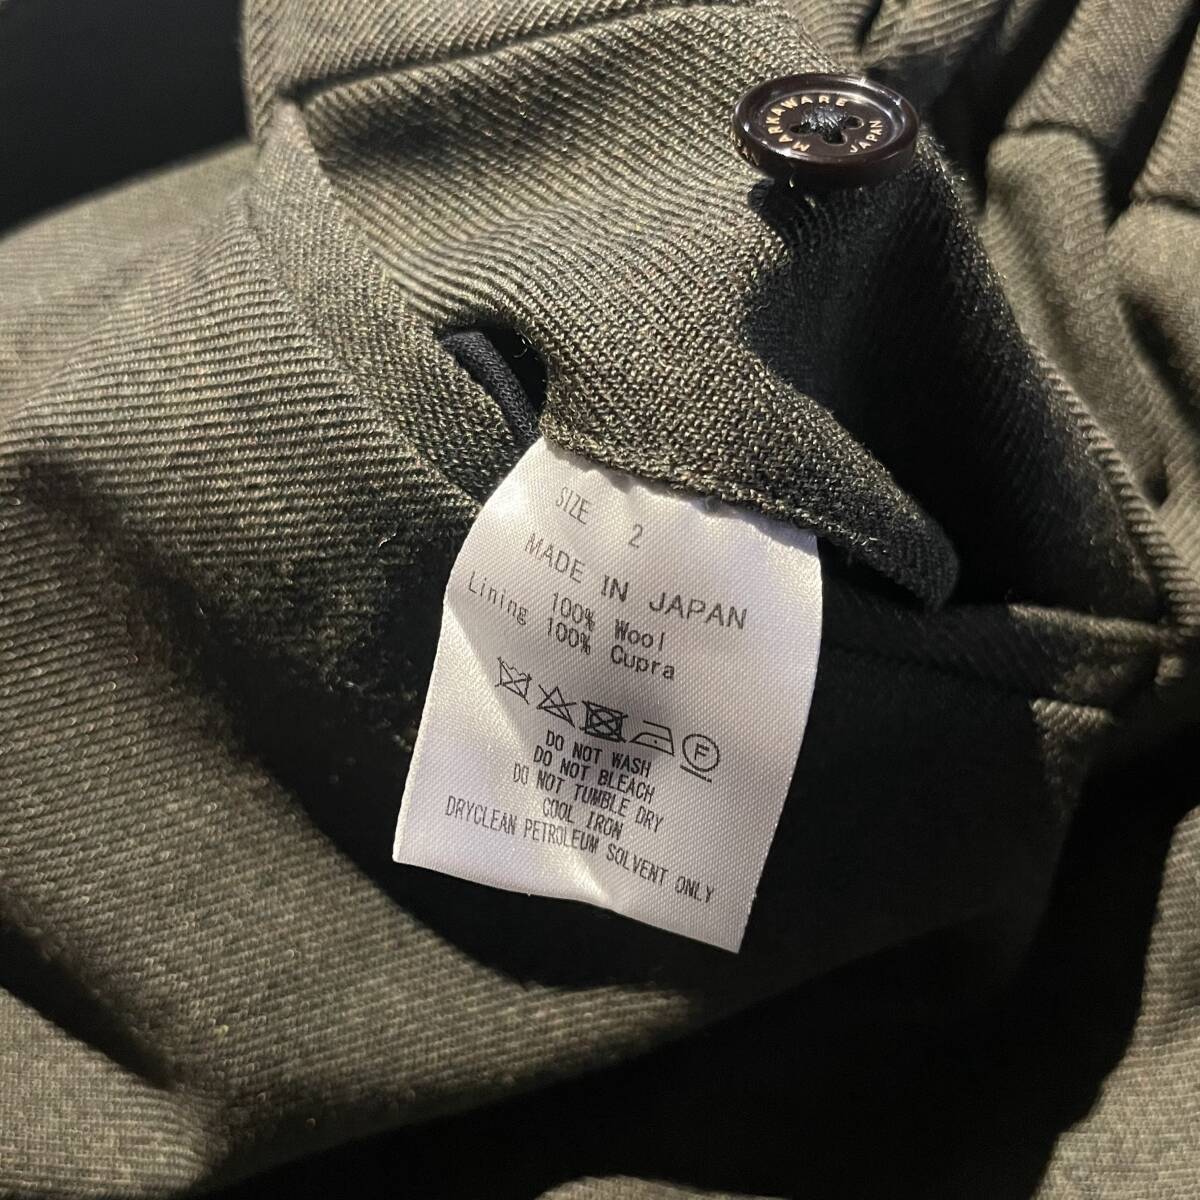 MARKAWARE
JAPAN
SIZE 2
MADE IN JAPAN
100% Wool
Lining 100% Cupra
F
DO NOT WASH
DO NOT BLEACH
DO NOT TUMBLE DRY
COOL IRON
DRYCLEAN PETROLEUM SOLVENT ONLY